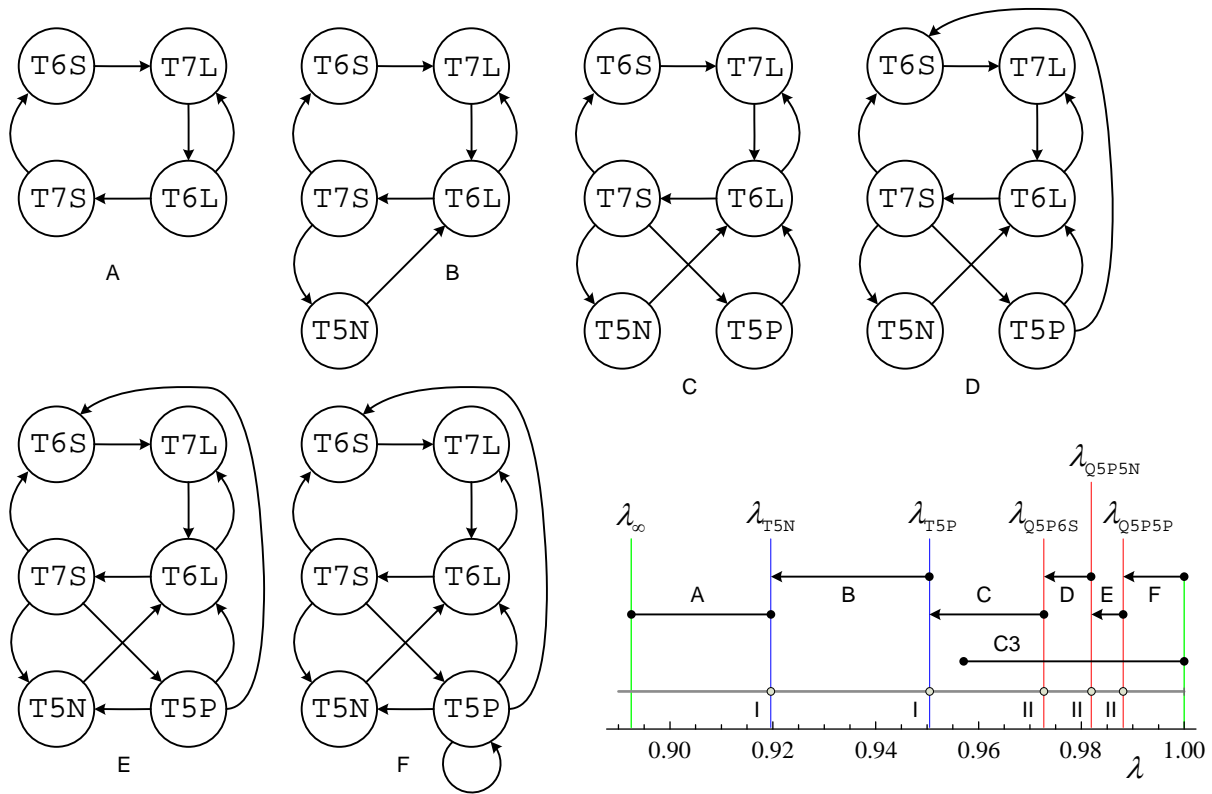 T6S T7L T6S T7L T6S T7L T6S T7L
T7S T6L T7S T6L T7S T6L T7S T6L
A B
T5N T5N T5P T5N T5P
C D
T6S T7L T6S T7L
T7S T6L T7S T6L
T5N T5P T5N T5P
E F
λQ5P5N
λ∞ λT5N λT5P λQ5P6S λQ5P5P
A B C D E F
C3
I I II II II
0.90 0.92 0.94 0.96 0.98 1.00
λ